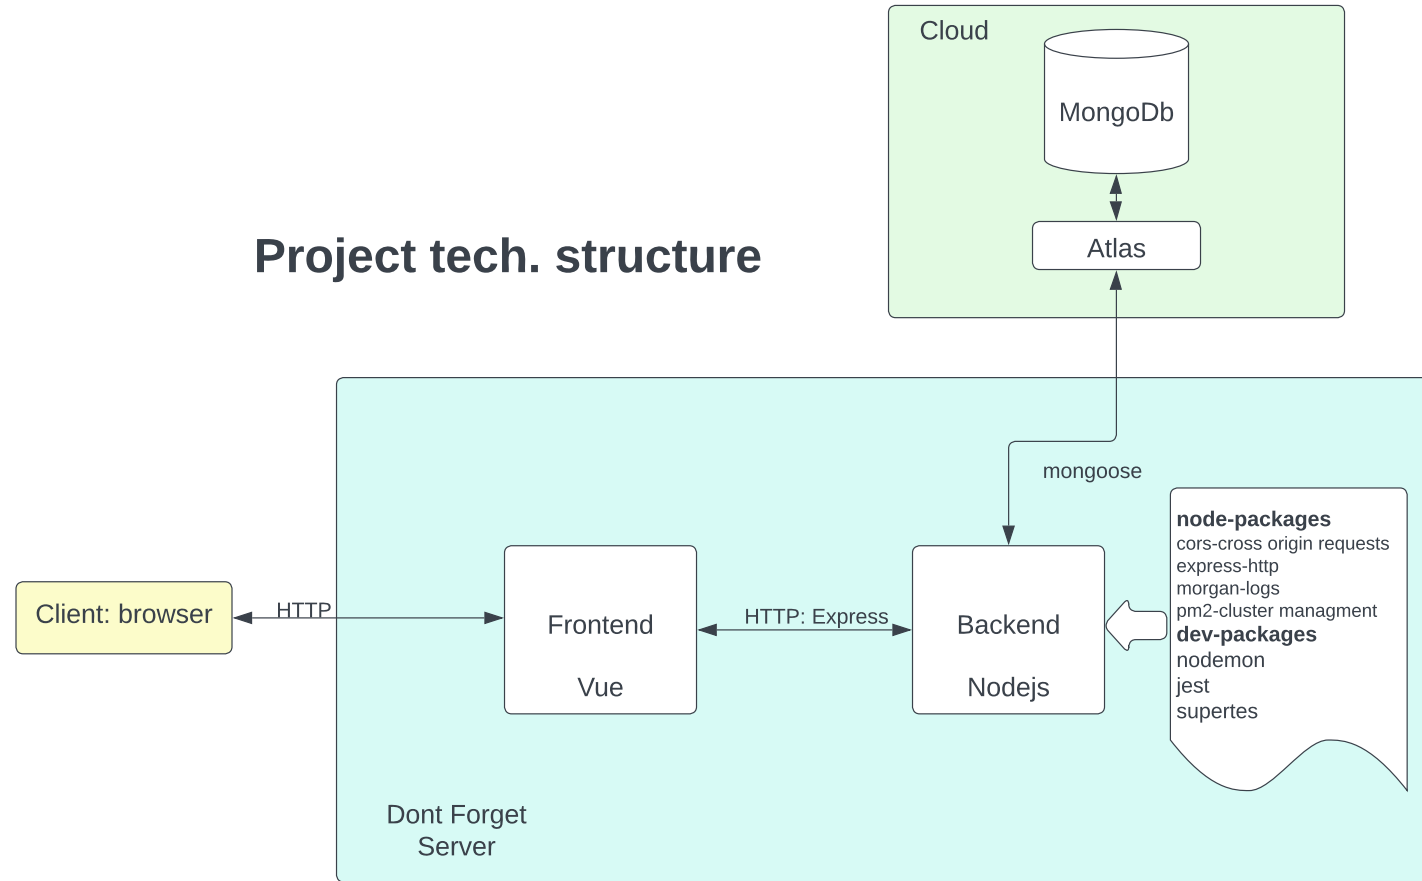 Cloud
MongoDb
Atlas
Project tech. structure
mongoose
node-packages
cors-cross origin requests
express-http
morgan-logs
pm2-cluster managment
dev-packages
nodemon
jest
supertes
Client: browser
HTTP
Frontend
Vue
HTTP: Express
Backend
Nodejs
Dont Forget
Server